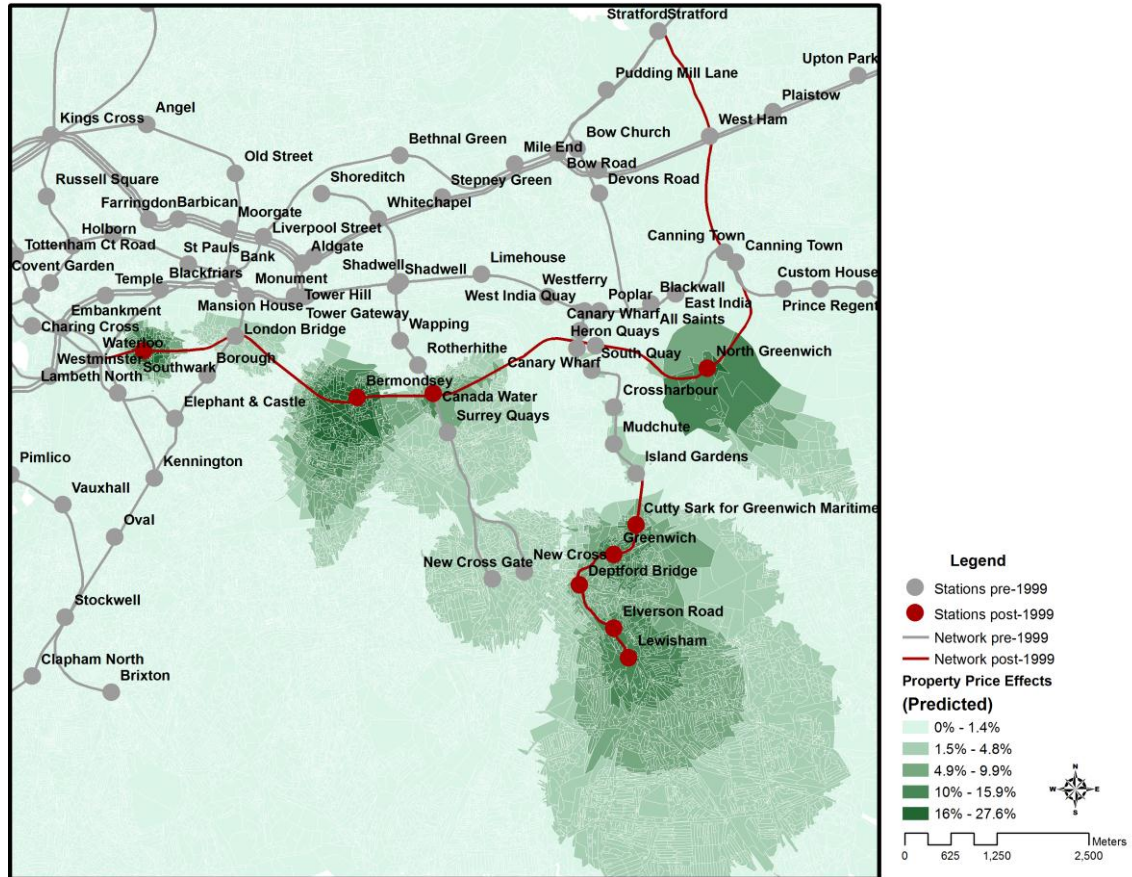 StratfordStratford
Upton Park
Pudding Mill Lane
Plaistow
Angel
Kings Cross
West Ham
Bow Church
Bethnal Green
Mile End
Old Street
Bow Road
Russell Square
Shoreditch
Stepney Green
Devons Road
Farringdon
Barbican
Whitechapel
Moorgate
Holborn
Liverpool Street
Tottenham Ct Road
St Pauls
Aldgate
Canning Town
Canning Town
Covent Garden
Bank
Limehouse
Temple
Blackfriars
Monument
Shadwell
Shadwell
Westferry
Custom House
Blackwall
Embankment
Mansion House
Tower Hill
West India Quay
Poplar
East India
Prince Regent
Tower Gateway
Canary Wharf
All Saints
Charing Cross
London Bridge
Wapping
Heron Quays
Waterloo
Westminster
Southwark
Borough
Rotherhithe
Canary Wharf
South Quay
North Greenwich
Lambeth North
Bermondsey
Crossharbour
Elephant & Castle
Canada Water
Surrey Quays
Mudchute
Pimlico
Kennington
Island Gardens
Vauxhall
Oval
Cutty Sark for Greenwich Maritime
Greenwich
New Cross Gate
New Cross
Deptford Bridge
Stockwell
Elverson Road
Lewisham
Clapham North
Brixton
Legend
Stations pre-1999
Stations post-1999
Network pre-1999
Network post-1999
Property Price Effects
(Predicted)
0% - 1.4%
1.5% - 4.8%
4.9% - 9.9%
10% - 15.9%
16% - 27.6%
N
W E
S
Meters
0 625 1,250 2,500